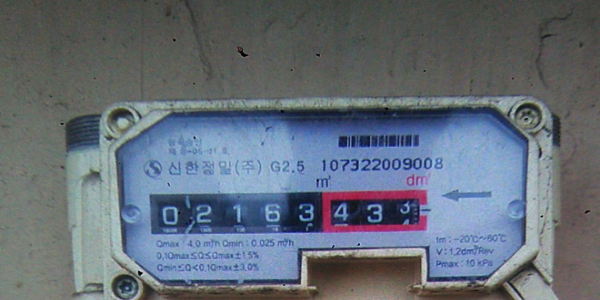 신한정밀(주) G2.5 107322009008
m³ dm³
0 2 1 6 3 4 3
Qmax : 4.0 m³/h Qmin : 0.025 m³/h
0.1Qmax≤Q≤Qmax±1.5%
Qmin≤Q<0.1Qmax±3.0%
tm : -20℃~60℃
V : 1.2dm³/Rev
Pmax : 10 kPa